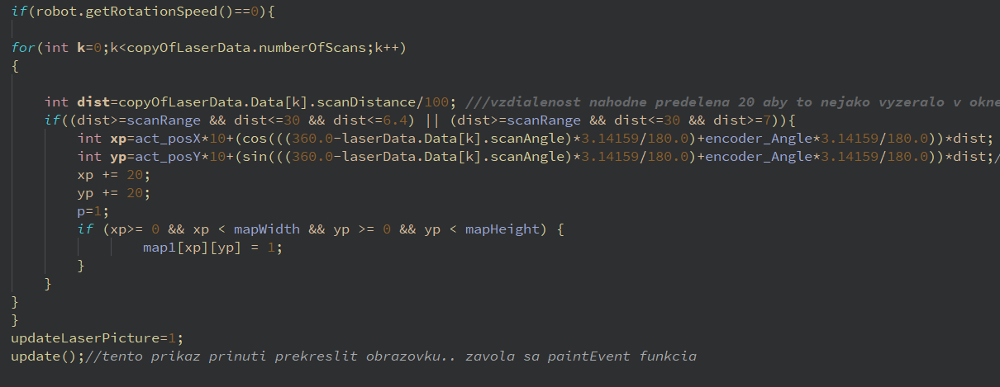 if(robot.getRotationSpeed()==0){
for(int k=0;k<copyOfLaserData.numberOfScans;k++)
{
int dist=copyOfLaserData.Data[k].scanDistance/100; ///vzdialenost nahodne predelena 20 aby to nejako vyzeralo v okne
if((dist>=scanRange && dist<=30 && dist<=6.4) || (dist>=scanRange && dist<=30 && dist>=7)){
int xp=act_posX*10+(cos(((360.0-laserData.Data[k].scanAngle)*3.14159/180.0)+encoder_Angle*3.14159/180.0))*dist;
int yp=act_posY*10+(sin(((360.0-laserData.Data[k].scanAngle)*3.14159/180.0)+encoder_Angle*3.14159/180.0))*dist;/
xp += 20;
yp += 20;
p=1;
if (xp>= 0 && xp < mapWidth && yp >= 0 && yp < mapHeight) {
map1[xp][yp] = 1;
}
}
}
}
updateLaserPicture=1;
update();//tento prikaz prinuti prekreslit obrazovku.. zavola sa paintEvent funkcia